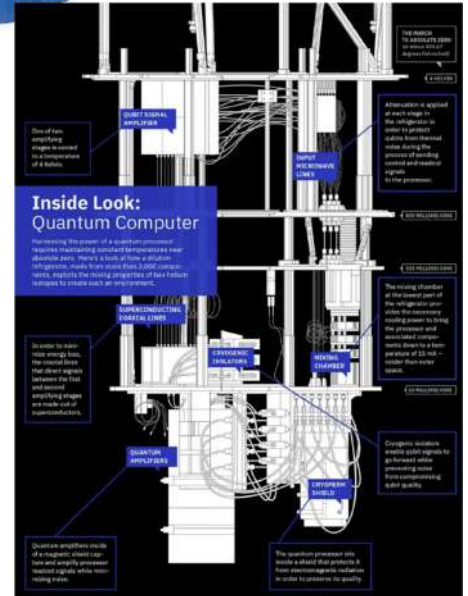 THE MARCH
TO ABSOLUTE ZERO
4 KELVIN
QUBIT SIGNAL
AMPLIFIER
One of two
amplifying
stages is cooled
to a temperature
of 4 Kelvin.
INPUT
MICROWAVE
LINES
Attenuation is applied
at each stage in
the refrigerator in
order to protect
qubits from thermal
noise during the
process of sending
control and readout
signals
to the processor.
Inside Look:
Quantum Computer
Harnessing the power of a quantum processor
requires maintaining constant temperatures near
absolute zero. Here's a look at how a dilution
refrigerator, made from more than 2,000 compo-
nents, exploits the mixing properties of two helium
isotopes to create such an environment.
800 MILLIKELVINS
100 MILLIKELVINS
SUPERCONDUCTING
COAXIAL LINES
In order to mini-
mize energy loss,
the coaxial lines
that direct signals
between the first
and second
amplifying stages
are made out of
superconductors.
CRYOGENIC
ISOLATORS
MIXING
CHAMBER
The mixing chamber
at the lowest part of
the refrigerator pro-
vides the necessary
cooling power to bring
the processor and
associated compo-
nents down to a tem-
perature of 15 mK —
colder than outer
space.
MILLIKELVINS
Cryogenic isolators
enable qubit signals to
go forward while
preventing noise
from compromising
qubit quality.
QUANTUM
AMPLIFIERS
CRYOPERM
SHIELD
Quantum amplifiers inside
of a magnetic shield cap-
ture and amplify processor
readout signals while mini-
mizing noise.
The quantum processor sits
inside a shield that protects it
from electromagnetic radiation
in order to preserve its quality.